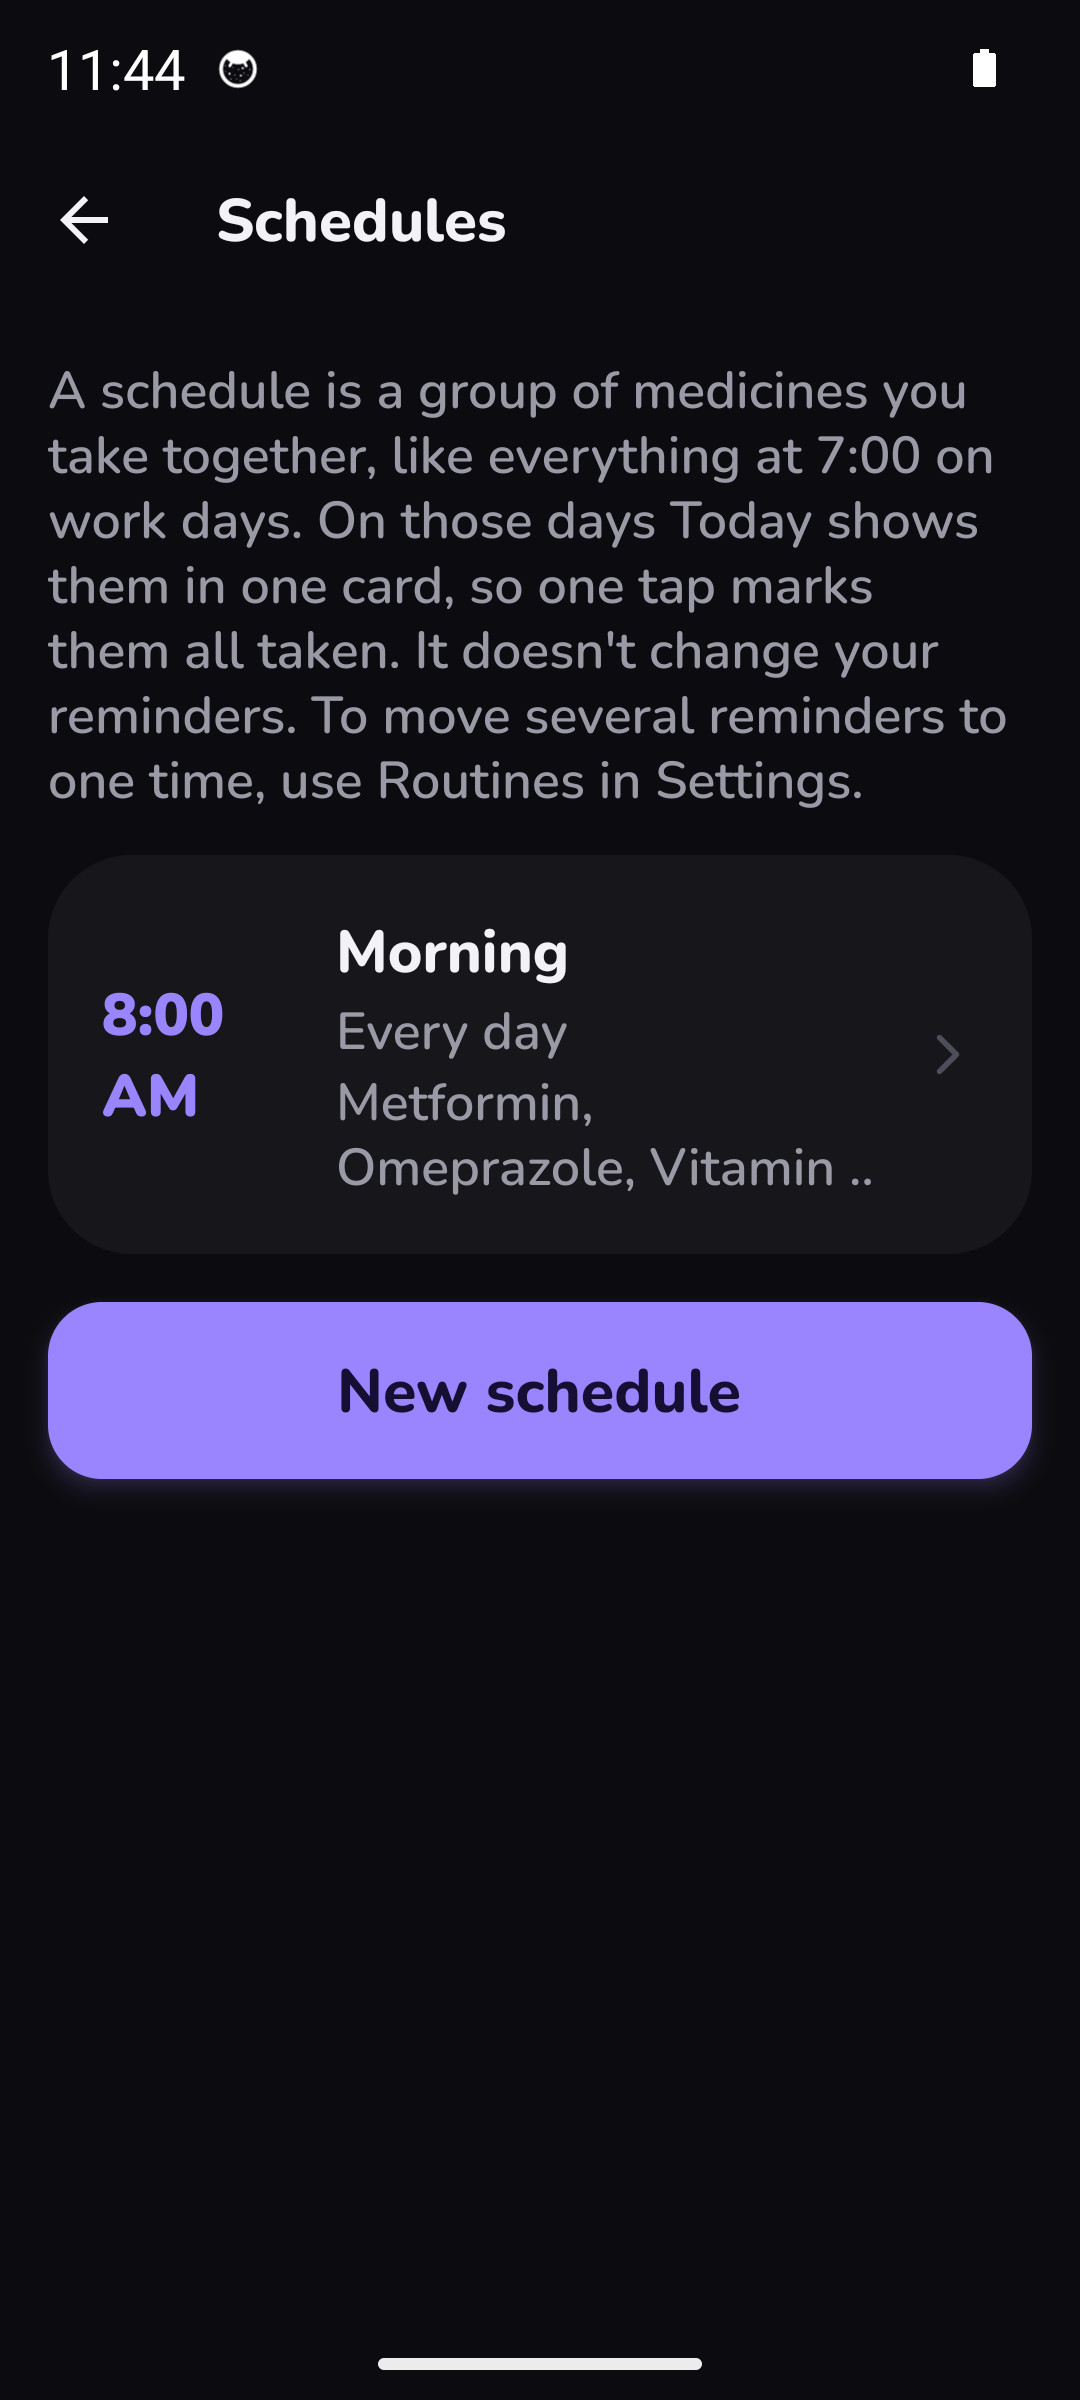 11:44
Schedules
A schedule is a group of medicines you
take together, like everything at 7:00 on
work days. On those days Today shows
them in one card, so one tap marks
them all taken. It doesn't change your
reminders. To move several reminders to
one time, use Routines in Settings.
8:00
AM
Morning
Every day
Metformin,
Omeprazole, Vitamin ..
New schedule